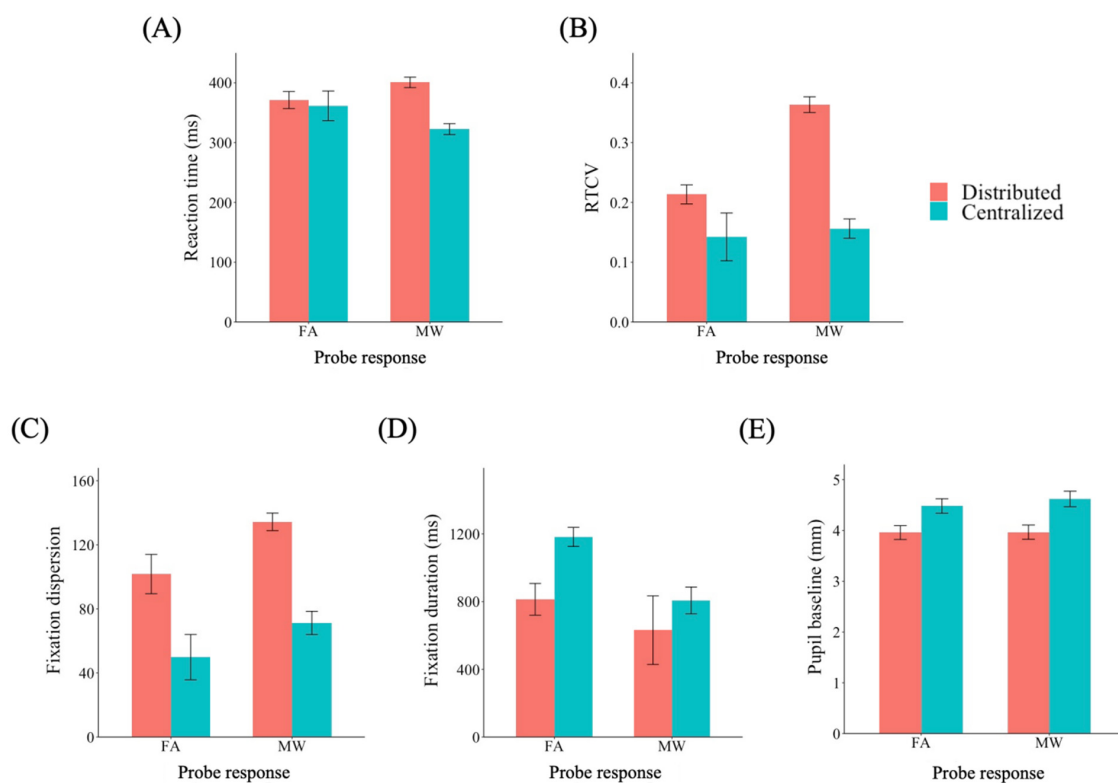 (A)
Reaction time (ms)
400
300
200
100
0
FA
MW
Probe response
(B)
RTCV
0.4
0.3
0.2
0.1
0.0
FA
MW
Probe response
Distributed
Centralized
(C)
Fixation dispersion
160
120
80
40
0
FA
MW
Probe response
(D)
Fixation duration (ms)
1200
800
400
0
FA
MW
Probe response
(E)
Pupil baseline (mm)
5
4
3
2
1
0
FA
MW
Probe response